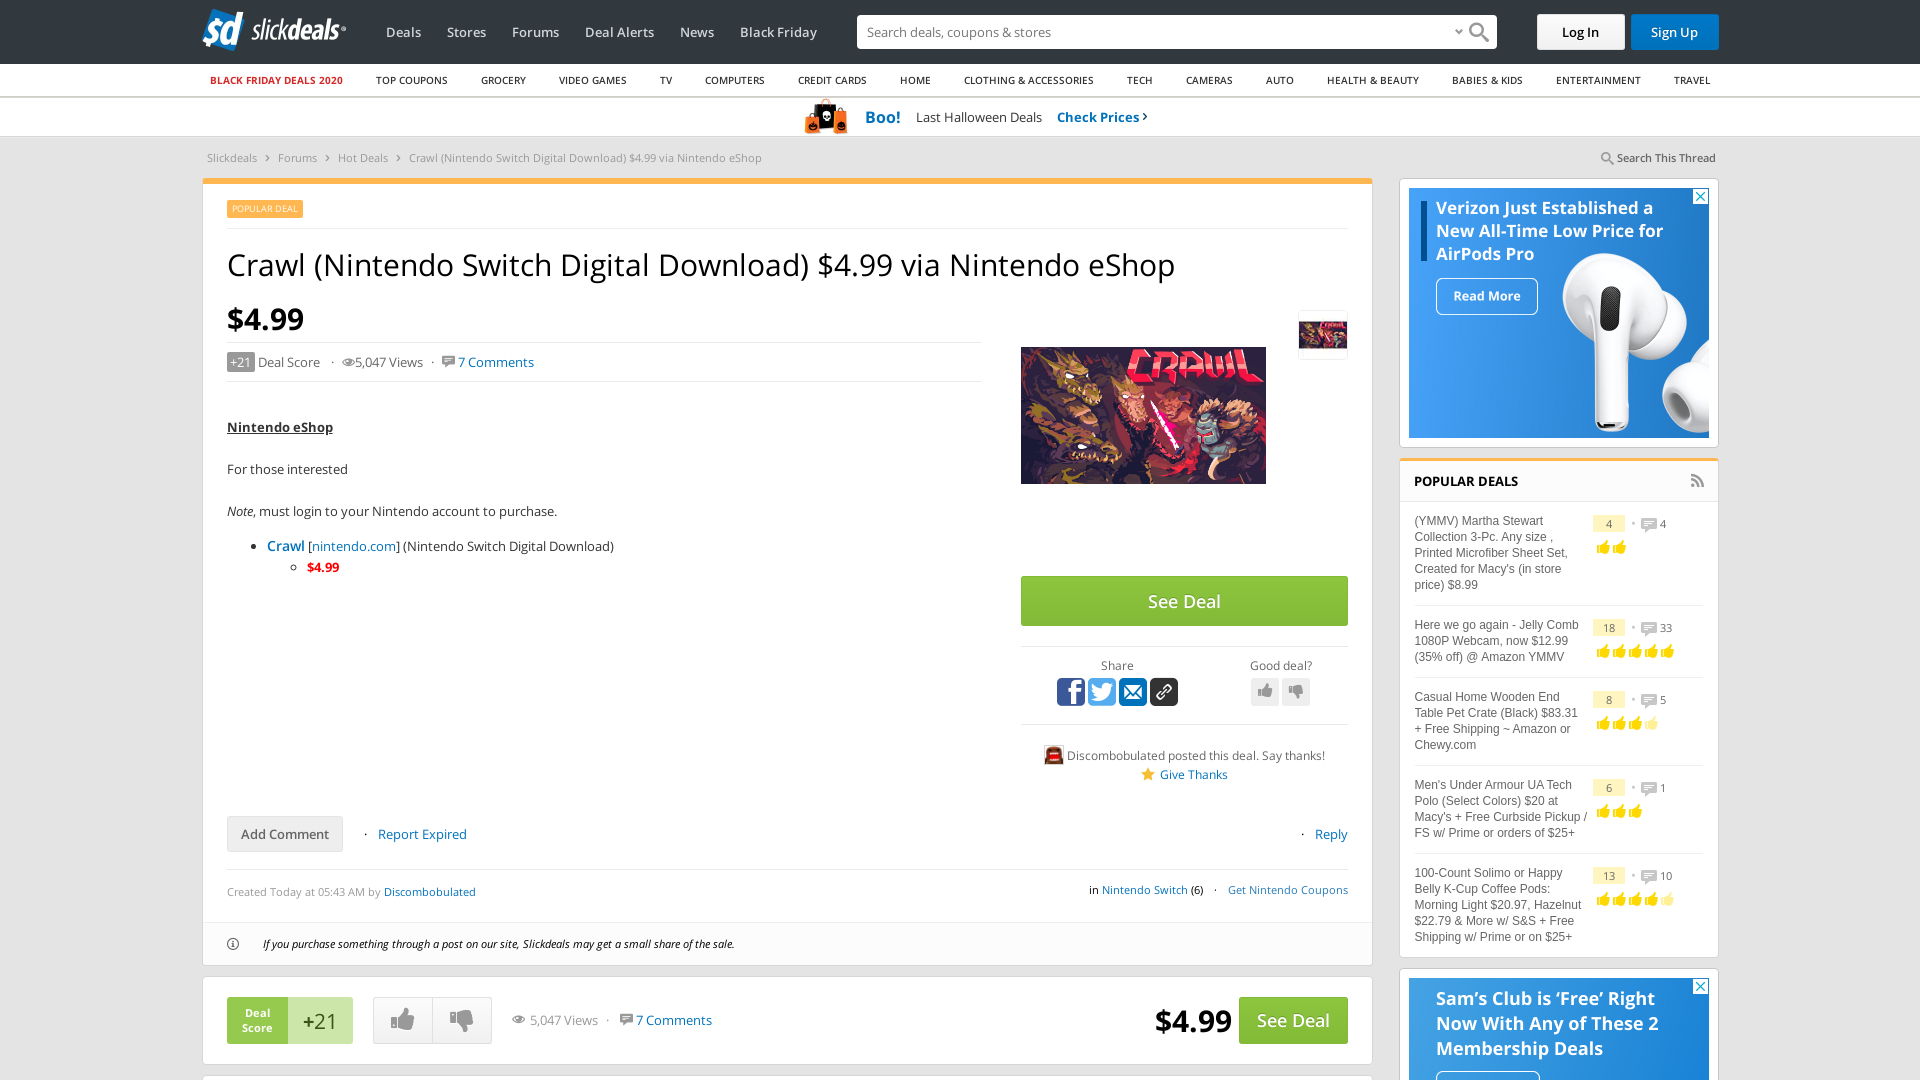 slickdeals
Deals Stores Forums Deal Alerts News Black Friday
Search deals, coupons & shops
Log In Sign Up
BLACK FRIDAY DEALS 2020 TOP COUPONS GROCERY VIDEO GAMES TV COMPUTERS CREDIT CARDS HOME CLOTHING & ACCESSORIES TECH CAMERAS AUTO HEALTH & BEAUTY BABIES & KIDS ENTERTAINMENT TRAVEL
Boo! Last Halloween Deals Check Prices
Slickdeals › Forums › Hot Deals › Crawl (Nintendo Switch Digital Download) $4.99 via Nintendo eShop
Search This Thread
POPULAR DEAL
Crawl (Nintendo Switch Digital Download) $4.99 via Nintendo eShop
$4.99
+21 Deal Score · 5,047 Views · 7 Comments
Nintendo eShop
For those interested
Note, must login to your Nintendo account to purchase.
• Crawl [nintendo.com] (Nintendo Switch Digital Download)
$4.99
CRAWL
CRAWL
See Deal
Share Good deal?
Discombobulated posted this deal. Say thanks!
Give Thanks
Add Comment · Report Expired · Reply
Created Today at 05:43 AM by Discombobulated
in Nintendo Switch (6) · Get Nintendo Coupons
If you purchase something through a post on our site, Slickdeals may get a small share of the sale.
Deal
Score
+21
5,047 Views · 7 Comments
$4.99 See Deal
Verizon Just Established a
New All-Time Low Price for
AirPods Pro
Read More
POPULAR DEALS
(YMMV) Martha Stewart
Collection 3-Pc. Any size ,
Printed Microfiber Sheet Set,
Created for Macy's (in store
price) $8.99
4 • 4
Here we go again - Jelly Comb
1080P Webcam, now $12.99
(35% off) @ Amazon YMMV
18 • 33
Casual Home Wooden End
Table Pet Crate (Black) $83.31
+ Free Shipping ~ Amazon or
Chewy.com
8 • 5
Men's Under Armour UA Tech
Polo (Select Colors) $20 at
Macy's + Free Curbside Pickup /
FS w/ Prime or orders of $25+
6 • 1
100-Count Solimo or Happy
Belly K-Cup Coffee Pods:
Morning Light $20.97, Hazelnut
$22.79 & More w/ S&S + Free
Shipping w/ Prime or on $25+
13 • 10
Sam's Club is 'Free' Right
Now With Any of These 2
Membership Deals